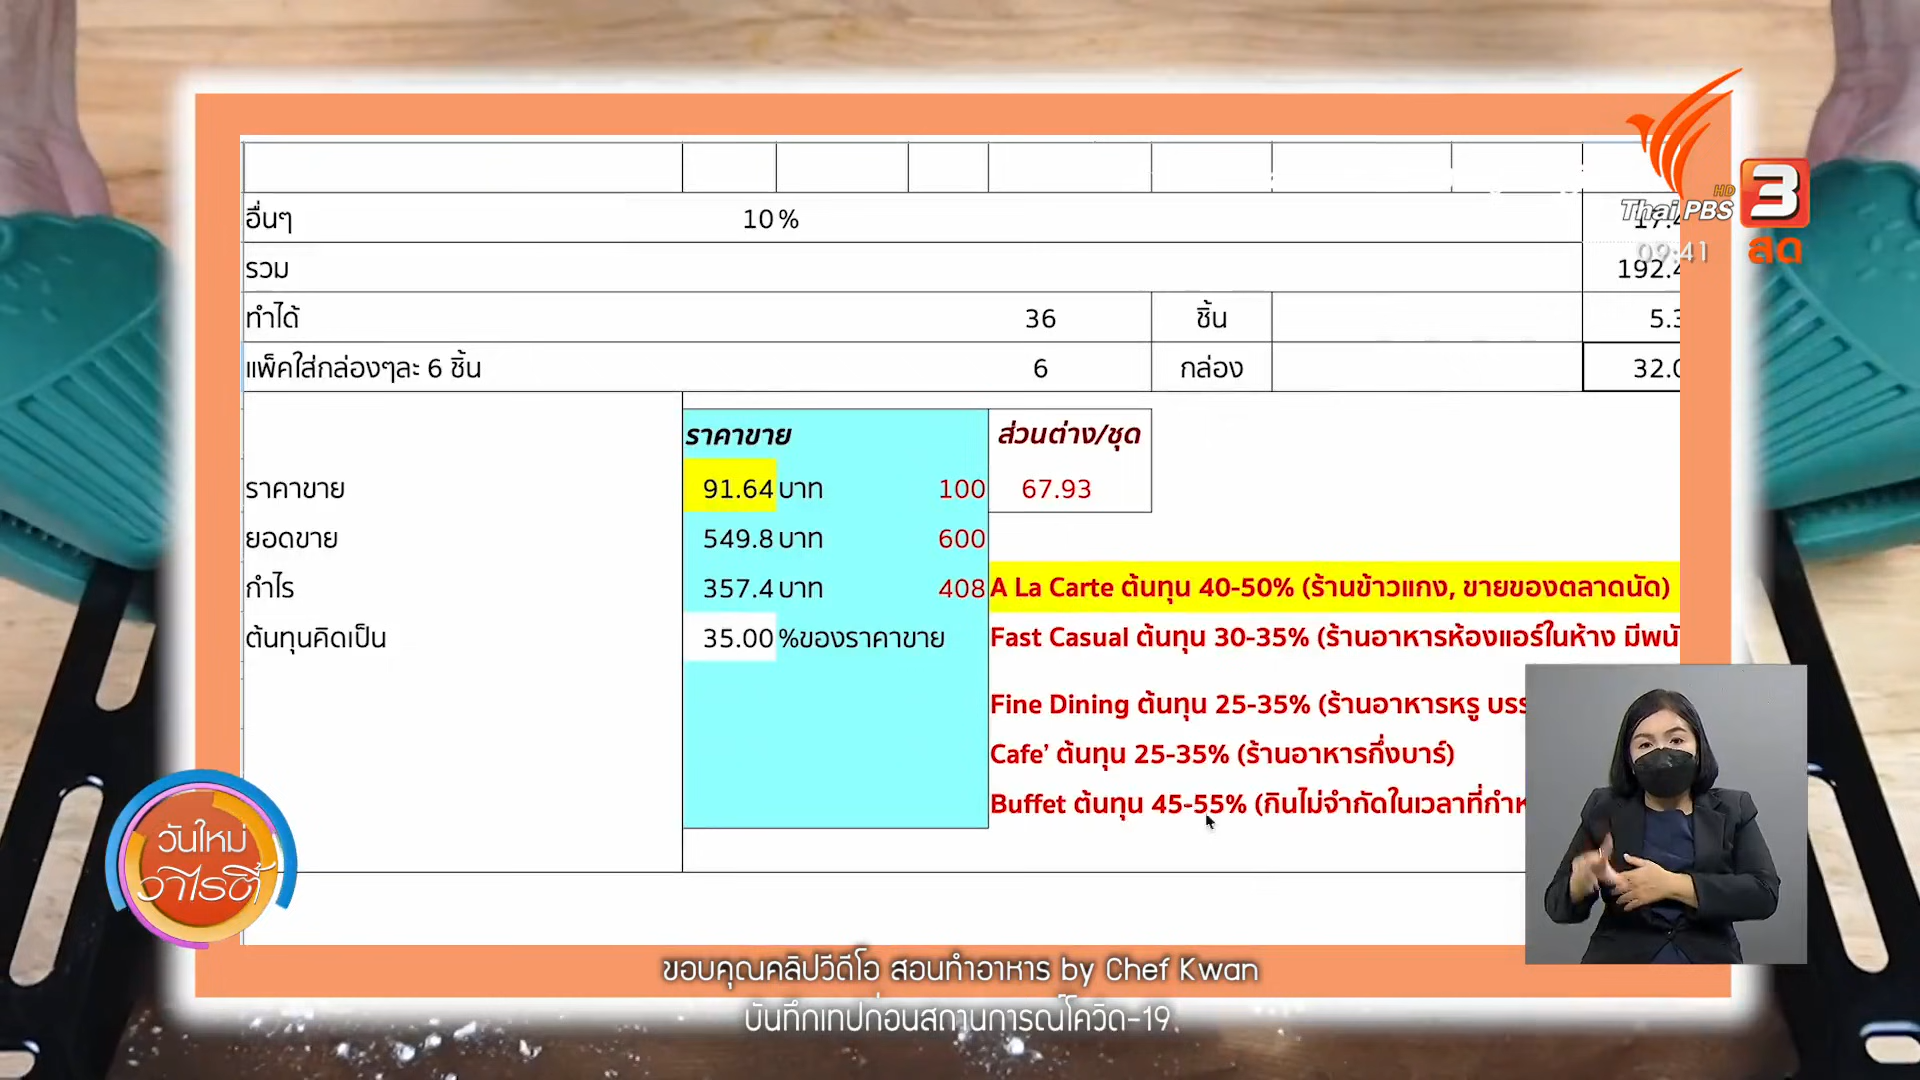 HD
Thai PBS 3
09:41 สด
อื่นๆ 10%
รวม
ทำได้ 36 ชิ้น
แพ็คใส่กล่องๆละ 6 ชิ้น 6 กล่อง
ราคาขาย ส่วนต่าง/ชุด
ราคาขาย 91.64 บาท 100 67.93
ยอดขาย 549.8 บาท 600
กำไร 357.4 บาท 408 A La Carte ต้นทุน 40-50% (ร้านข้าวแกง, ขายของตลาดนัด)
ต้นทุนคิดเป็น 35.00 %ของราคาขาย Fast Casual ต้นทุน 30-35% (ร้านอาหารห้องแอร์ในห้าง
Fine Dining ต้นทุน 25-35% (ร้านอาหารหรู
Cafe’ ต้นทุน 25-35% (ร้านอาหารกึ่งบาร์)
Buffet ต้นทุน 45-55% (กินไม่จำกัดในเวลาที่
วันใหม่
วาไรตี้
ขอบคุณคลิปวีดีโอ สอนทำอาหาร by Chef Kwan
บันทึกเทปก่อนสถานการณ์โควิด-19